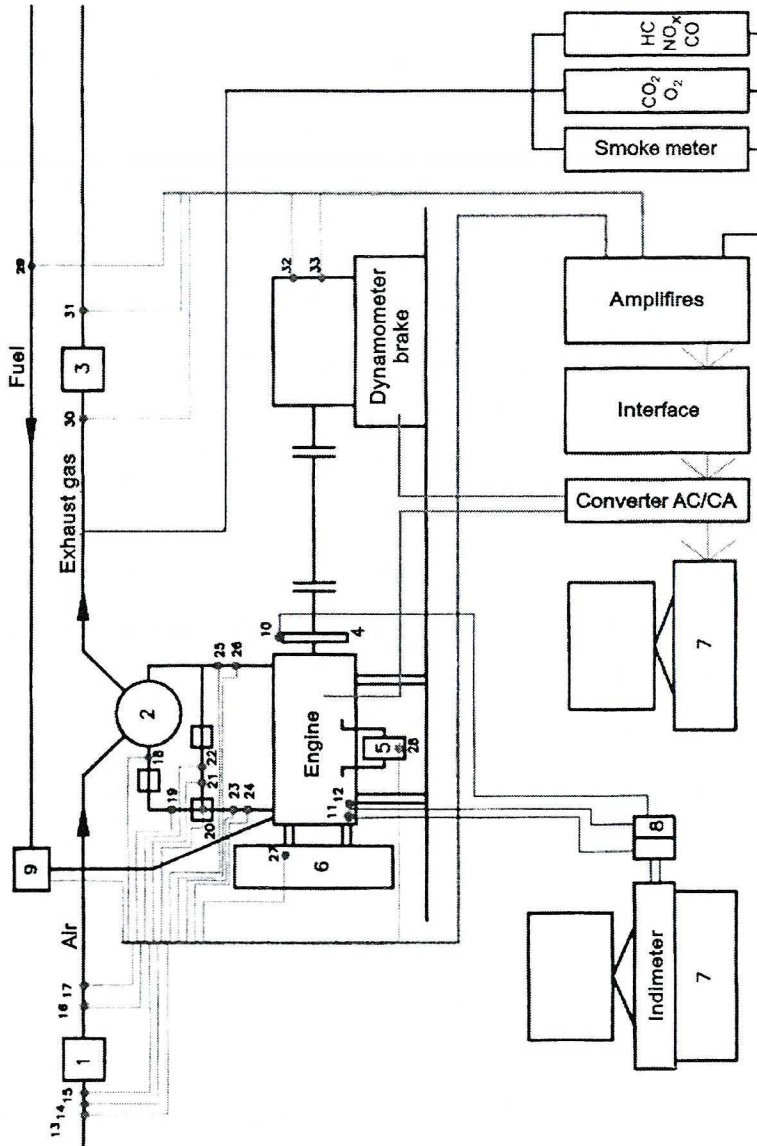 Fuel
29
Exhaust gas
30
3
31
9
Air
13 14 15
1
16
17
2
18
19
20
21
22
23
24
25
26
Engine
10
4
5
28
11
12
27
6
32
33
Dynamometer
brake
HC
NOx
CO
CO2
O2
Smoke meter
Amplifires
Interface
Converter AC/CA
7
8
Indimeter
7